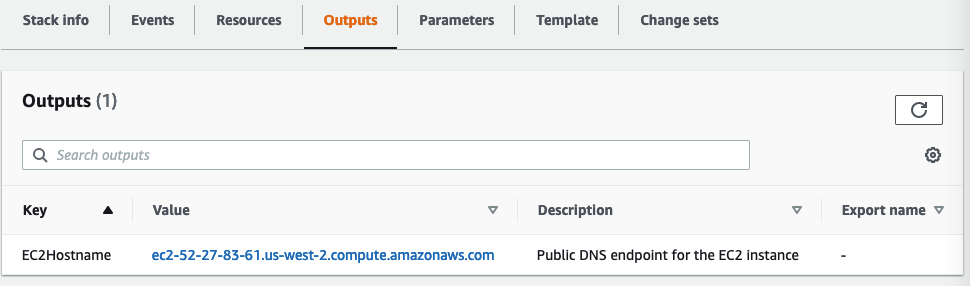 Stack info Events Resources Outputs Parameters Template Change sets
Outputs (1)
Search outputs
Key Value Description Export name
EC2Hostname ec2-52-27-83-61.us-west-2.compute.amazonaws.com Public DNS endpoint for the EC2 instance -